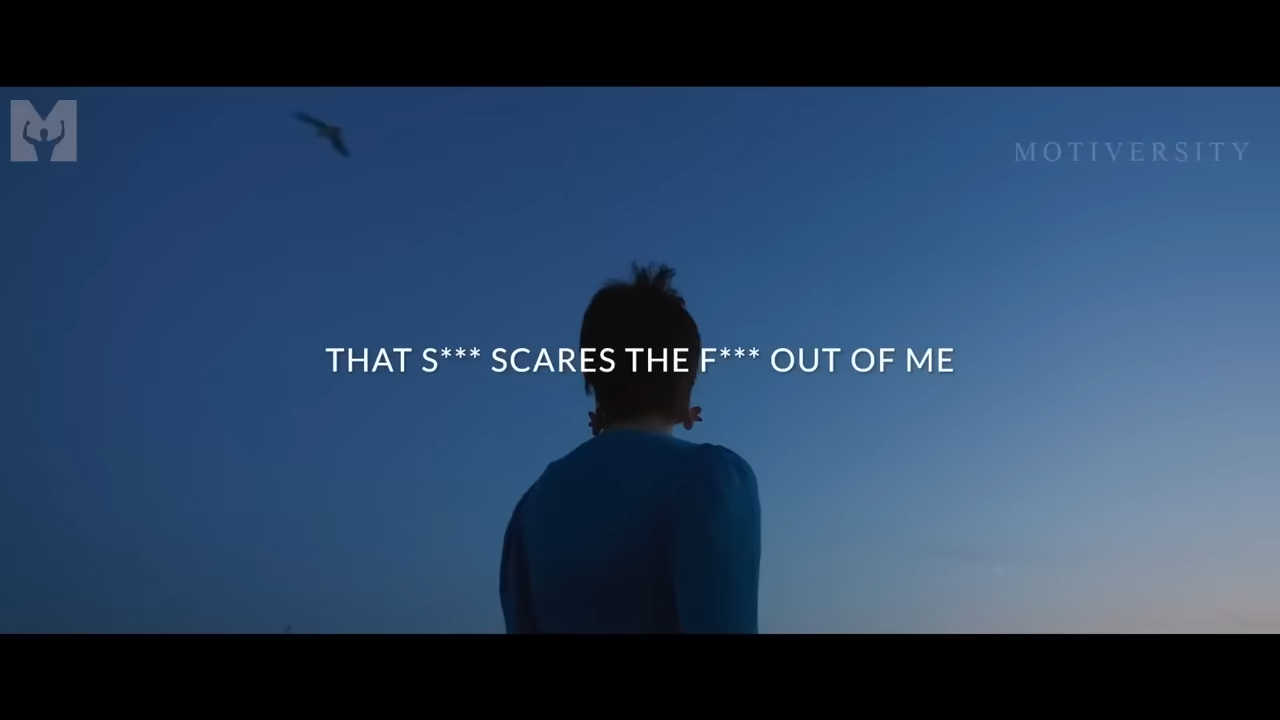 MOTIVERSITY
THAT S*** SCARES THE F*** OUT OF ME